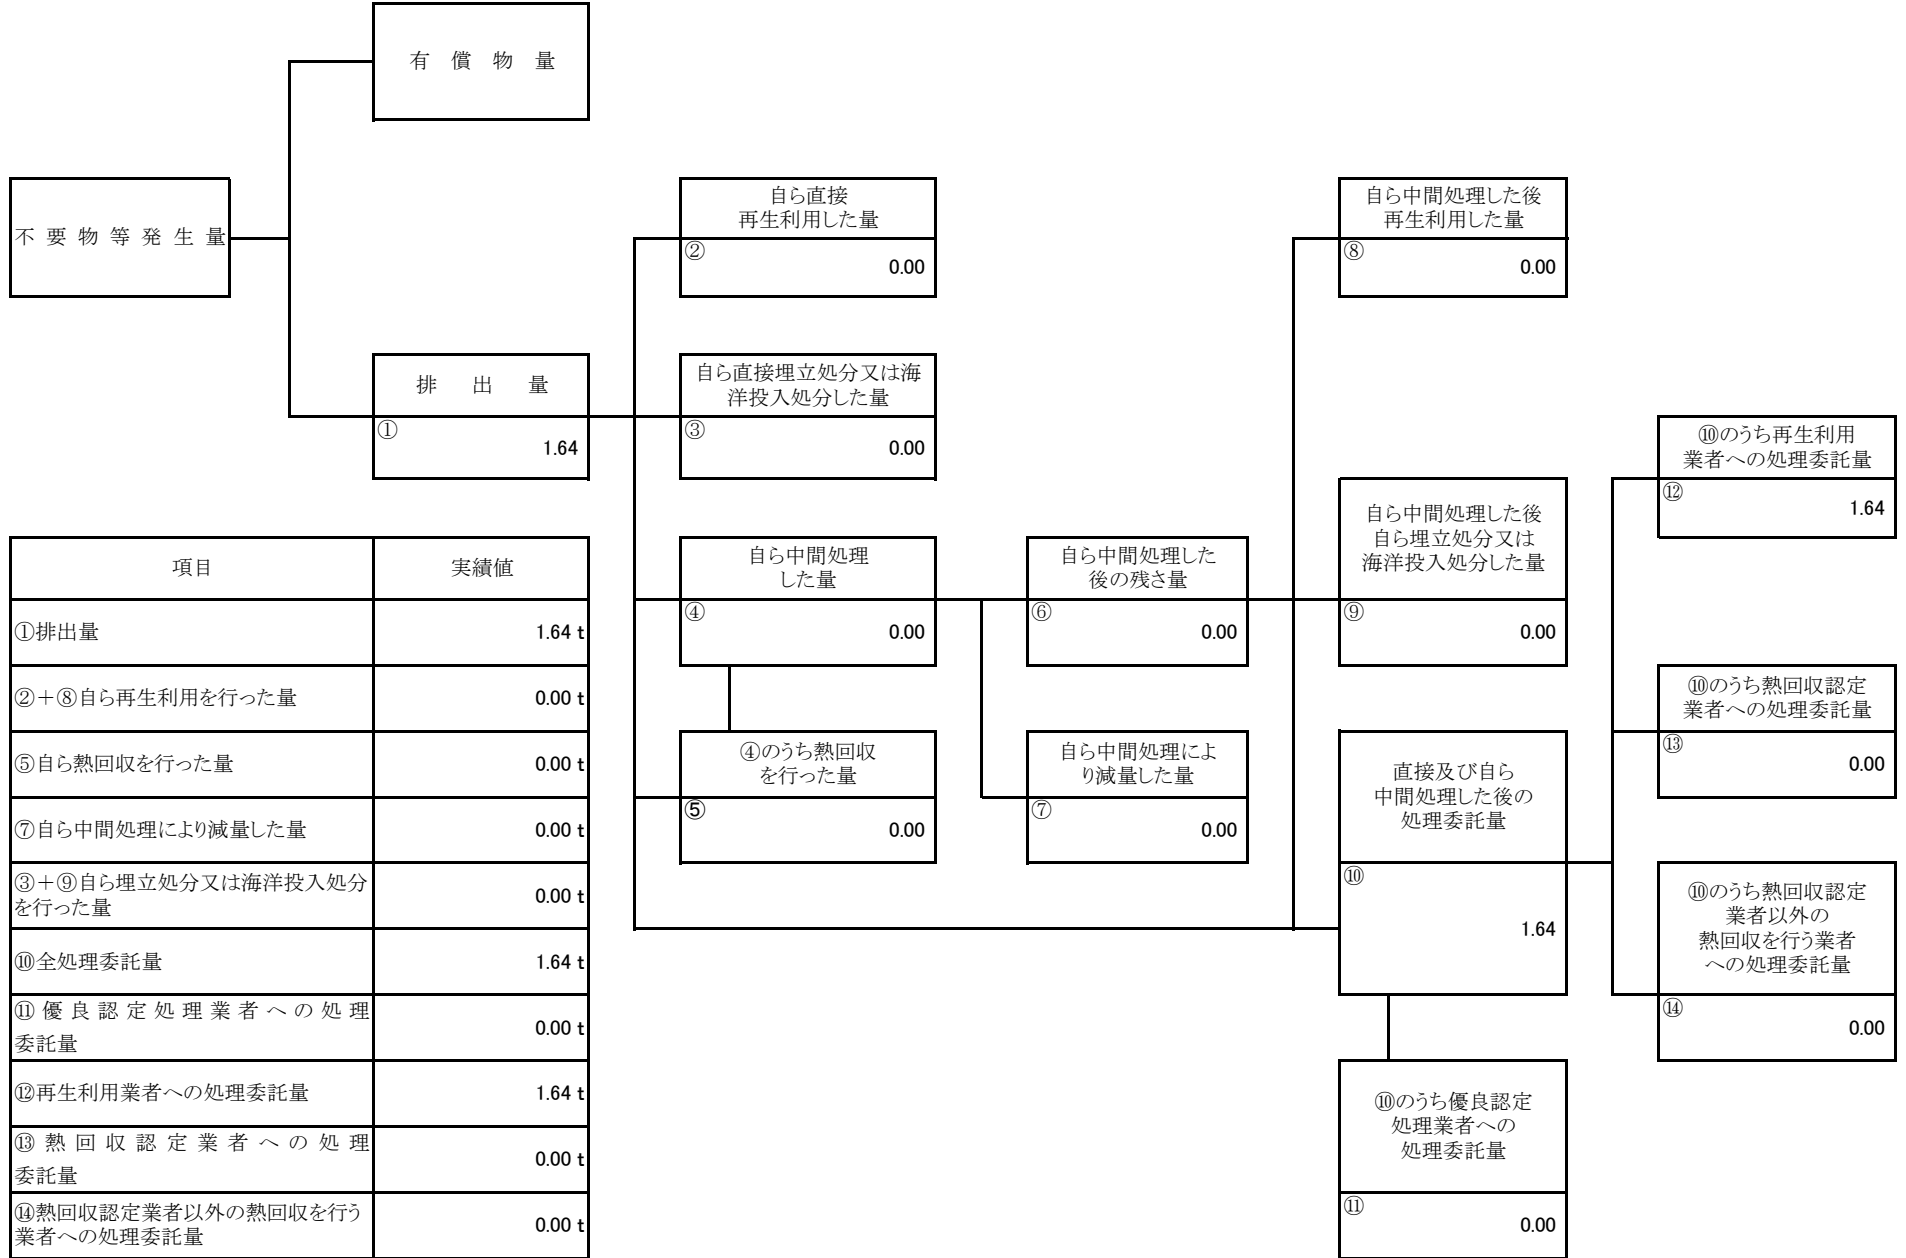 有 償 物 量
不 要 物 等 発 生 量
排 出 量
①
1.64
自ら直接
再生利用した量
②
0.00
自ら直接埋立処分又は海
洋投入処分した量
③
0.00
自ら中間処理
した量
④
0.00
④のうち熱回収
を行った量
⑤
0.00
自ら中間処理した
後の残さ量
⑥
0.00
自ら中間処理によ
り減量した量
⑦
0.00
自ら中間処理した後
再生利用した量
⑧
0.00
自ら中間処理した後
自ら埋立処分又は
海洋投入処分した量
⑨
0.00
直接及び自ら
中間処理した後の
処理委託量
⑩
1.64
⑩のうち優良認定
処理業者への
処理委託量
⑪
0.00
⑩のうち再生利用
業者への処理委託量
⑫
1.64
⑩のうち熱回収認定
業者への処理委託量
⑬
0.00
⑩のうち熱回収認定
業者以外の
熱回収を行う業者
への処理委託量
⑭
0.00
項目 実績値
①排出量 1.64 t
②＋⑧自ら再生利用を行った量 0.00 t
⑤自ら熱回収を行った量 0.00 t
⑦自ら中間処理により減量した量 0.00 t
③＋⑨自ら埋立処分又は海洋投入処分
を行った量 0.00 t
⑩全処理委託量 1.64 t
⑪優良認定処理業者への処理
委託量 0.00 t
⑫再生利用業者への処理委託量 1.64 t
⑬熱回収認定業者への処理
委託量 0.00 t
⑭熱回収認定業者以外の熱回収を行う
業者への処理委託量 0.00 t